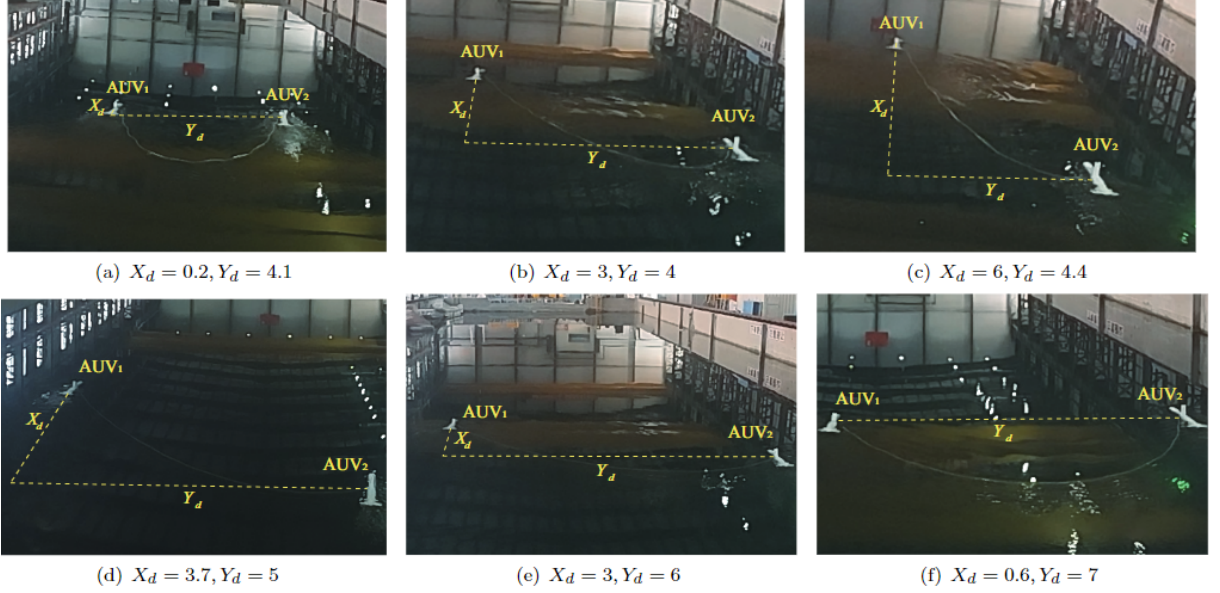 AUV₁
AUV₂
X_d
Y_d
(a) X_d = 0.2, Y_d = 4.1
AUV₁
X_d
AUV₂
Y_d
(b) X_d = 3, Y_d = 4
AUV₁
X_d
AUV₂
Y_d
(c) X_d = 6, Y_d = 4.4
AUV₁
X_d
AUV₂
Y_d
(d) X_d = 3.7, Y_d = 5
AUV₁
X_d
AUV₂
Y_d
(e) X_d = 3, Y_d = 6
AUV₁
AUV₂
Y_d
(f) X_d = 0.6, Y_d = 7